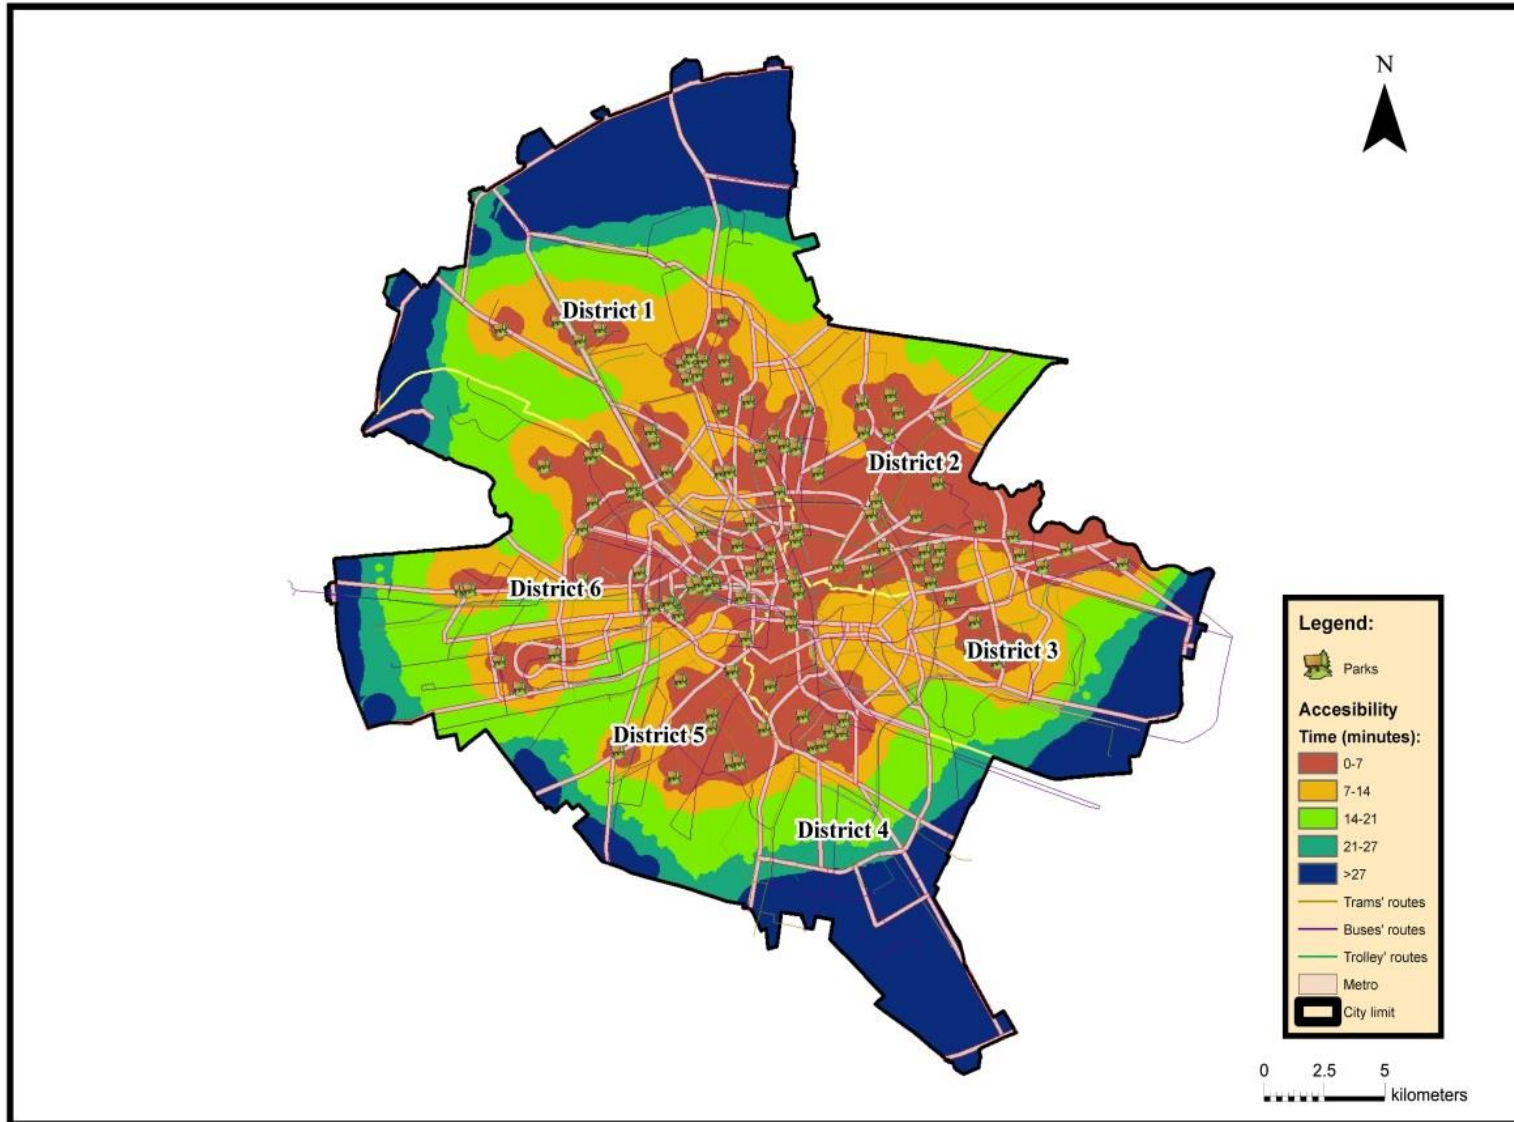 N
District 1
District 2
District 6
District 3
District 5
District 4
Legend:
Parks
Accesibility
Time (minutes):
0-7
7-14
14-21
21-27
>27
Trams' routes
Buses' routes
Trolley' routes
Metro
City limit
0 2.5 5
kilometers